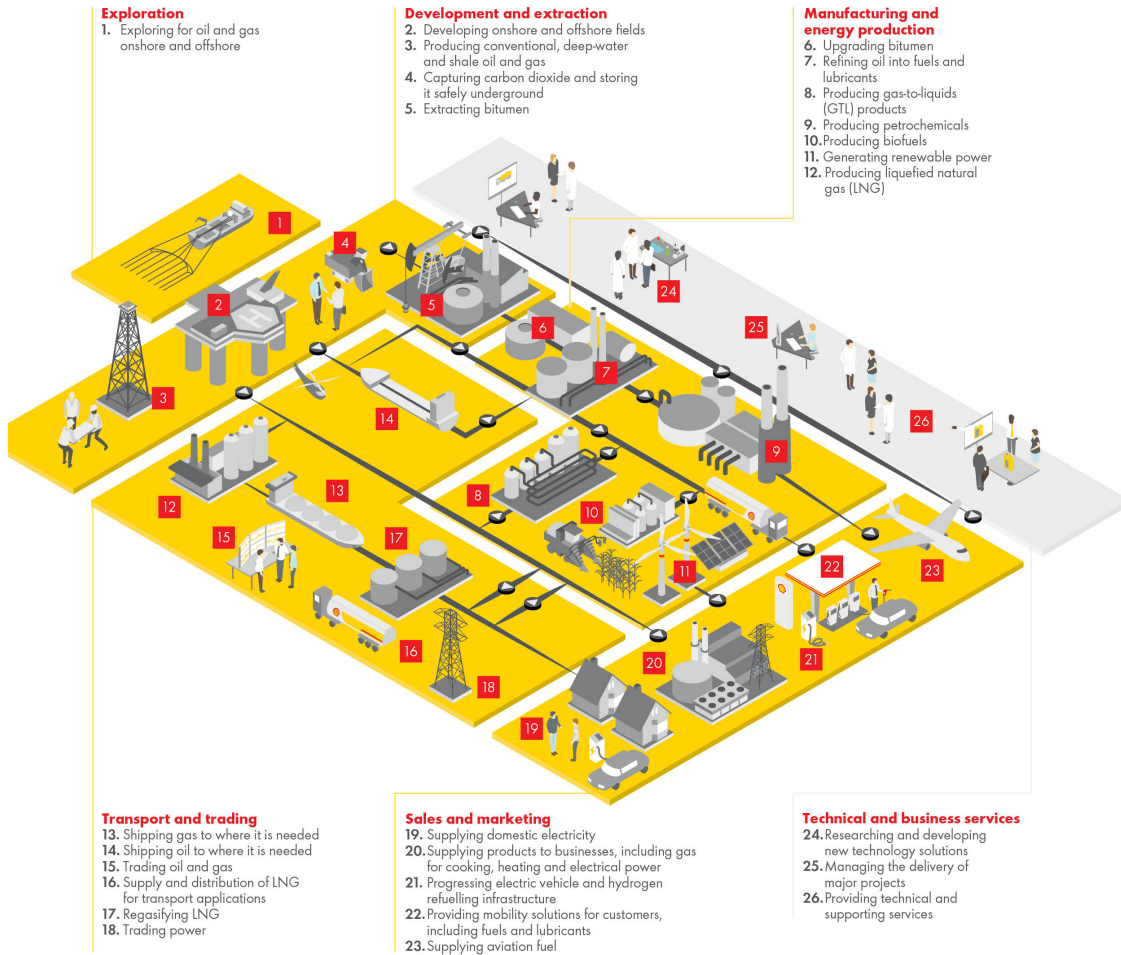 Exploration
1. Exploring for oil and gas
onshore and offshore
Development and extraction
2. Developing onshore and offshore fields
3. Producing conventional, deep-water
and shale oil and gas
4. Capturing carbon dioxide and storing
it safely underground
5. Extracting bitumen
Manufacturing and
energy production
6. Upgrading bitumen
7. Refining oil into fuels and
lubricants
8. Producing gas-to-liquids
(GTL) products
9. Producing petrochemicals
10. Producing biofuels
11. Generating renewable power
12. Producing liquefied natural
gas (LNG)
1
4
2
5
24
6
25
3
7
14
26
9
13
8
12
10
15
17
22
11
23
16
20
21
18
19
H
Transport and trading
13. Shipping gas to where it is needed
14. Shipping oil to where it is needed
15. Trading oil and gas
16. Supply and distribution of LNG
for transport applications
17. Regasifying LNG
18. Trading power
Sales and marketing
19. Supplying domestic electricity
20. Supplying products to businesses, including gas
for cooking, heating and electrical power
21. Progressing electric vehicle and hydrogen
refuelling infrastructure
22. Providing mobility solutions for customers,
including fuels and lubricants
23. Supplying aviation fuel
Technical and business services
24. Researching and developing
new technology solutions
25. Managing the delivery of
major projects
26. Providing technical and
supporting services